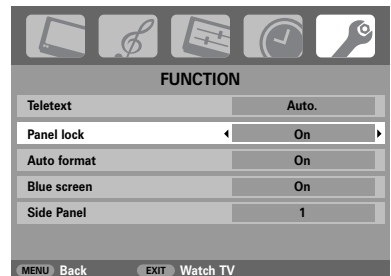 FUNCTION
Teletext Auto.
Panel lock On
Auto format On
Blue screen On
Side Panel 1
MENU Back EXIT Watch TV